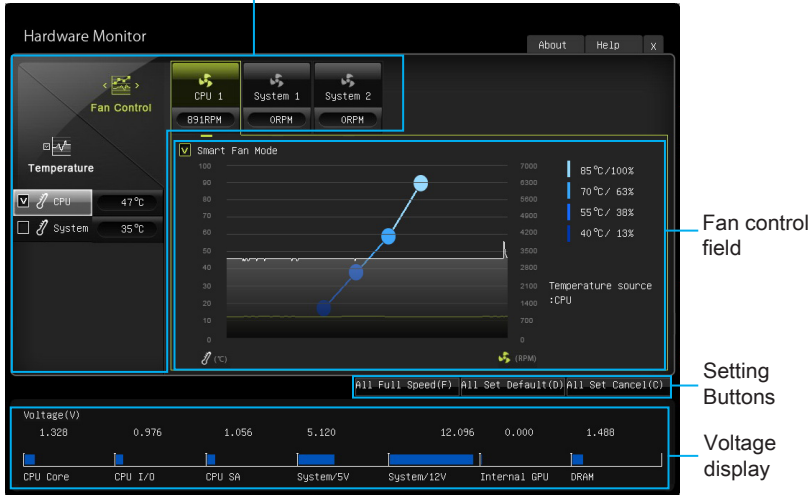 Hardware Monitor
About Help X
Fan Control
CPU 1 System 1 System 2
891RPM 0RPM 0RPM
Temperature
V CPU 47°C
System 35°C
V Smart Fan Mode
100 7000
90 6300
80 5600
70 4900
60 4200
50 3500
40 2800
30 2100
20 1400
10 700
0 0
(℃) (RPM)
85°C/100%
70°C/ 63%
55°C/ 38%
40°C/ 13%
Temperature source
:CPU
Fan control
field
All Full Speed(F) All Set Default(D) All Set Cancel(C)
Setting
Buttons
Voltage(V)
1.328 0.976 1.056 5.120 12.096 0.000 1.488
CPU Core CPU I/O CPU SA System/5V System/12V Internal GPU DRAM
Voltage
display